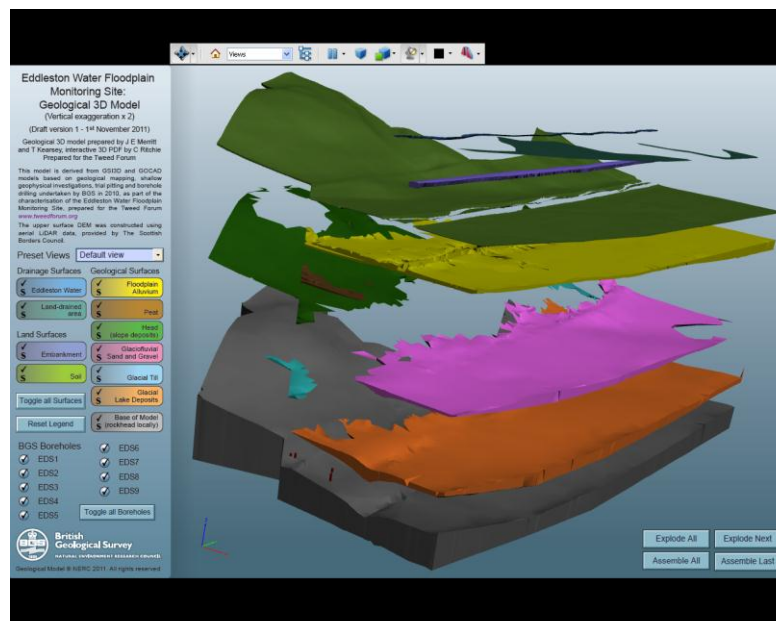 Views
Eddleston Water Floodplain
Monitoring Site:
Geological 3D Model
(Vertical exaggeration x 2)
(Draft version 1 - 1st November 2011)
Geological 3D model prepared by J E Merritt
and T Kearsey, interactive 3D PDF by C Ritchie
Prepared for the Tweed Forum
This model is derived from GSI3D and GOCAD
models based on geological mapping, shallow
geophysical investigations, trial pitting and borehole
drilling undertaken by BGS in 2010, as part of the
characterisation of the Eddleston Water Floodplain
Monitoring Site, prepared for the Tweed Forum
www.tweedforum.org
The upper surface DEM was constructed using
aerial LiDAR data, provided by The Scottish
Borders Council.
Preset Views Default view
Drainage Surfaces Geological Surfaces
S Eddleston Water
S Floodplain
Alluvium
S Land-drained
area
S Peat
Land Surfaces
S Head
(slope deposits)
S Embankment
S Glaciofluvial
Sand and Gravel
S Soil
S Glacial Till
Toggle all Surfaces
S Glacial
Lake Deposits
Reset Legend
S Base of Model
(rockhead locally)
BGS Boreholes
EDS1
EDS2
EDS3
EDS4
EDS5
EDS6
EDS7
EDS8
EDS9
Toggle all Boreholes
BGS
British
Geological Survey
NATURAL ENVIRONMENT RESEARCH COUNCIL
Geological Model © NERC 2011. All rights reserved
Explode All Explode Next
Assemble All Assemble Last